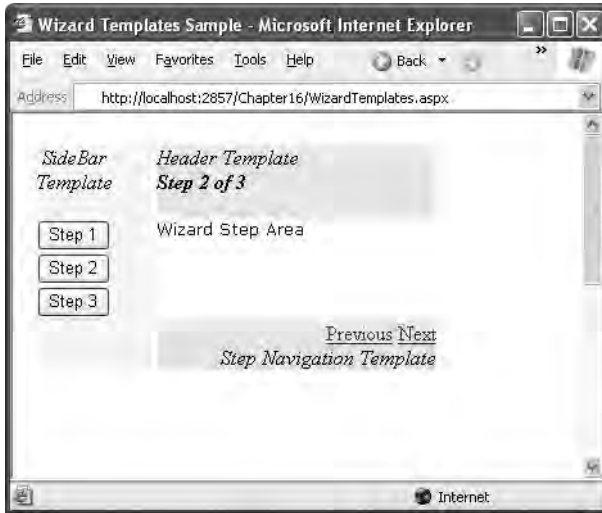 Wizard Templates Sample - Microsoft Internet Explorer
File Edit View Favorites Tools Help Back »
Address http://localhost:2857/Chapter16/WizardTemplates.aspx
SideBar
Template
Header Template
Step 2 of 3
Step 1
Step 2
Step 3
Wizard Step Area
Previous Next
Step Navigation Template
Internet